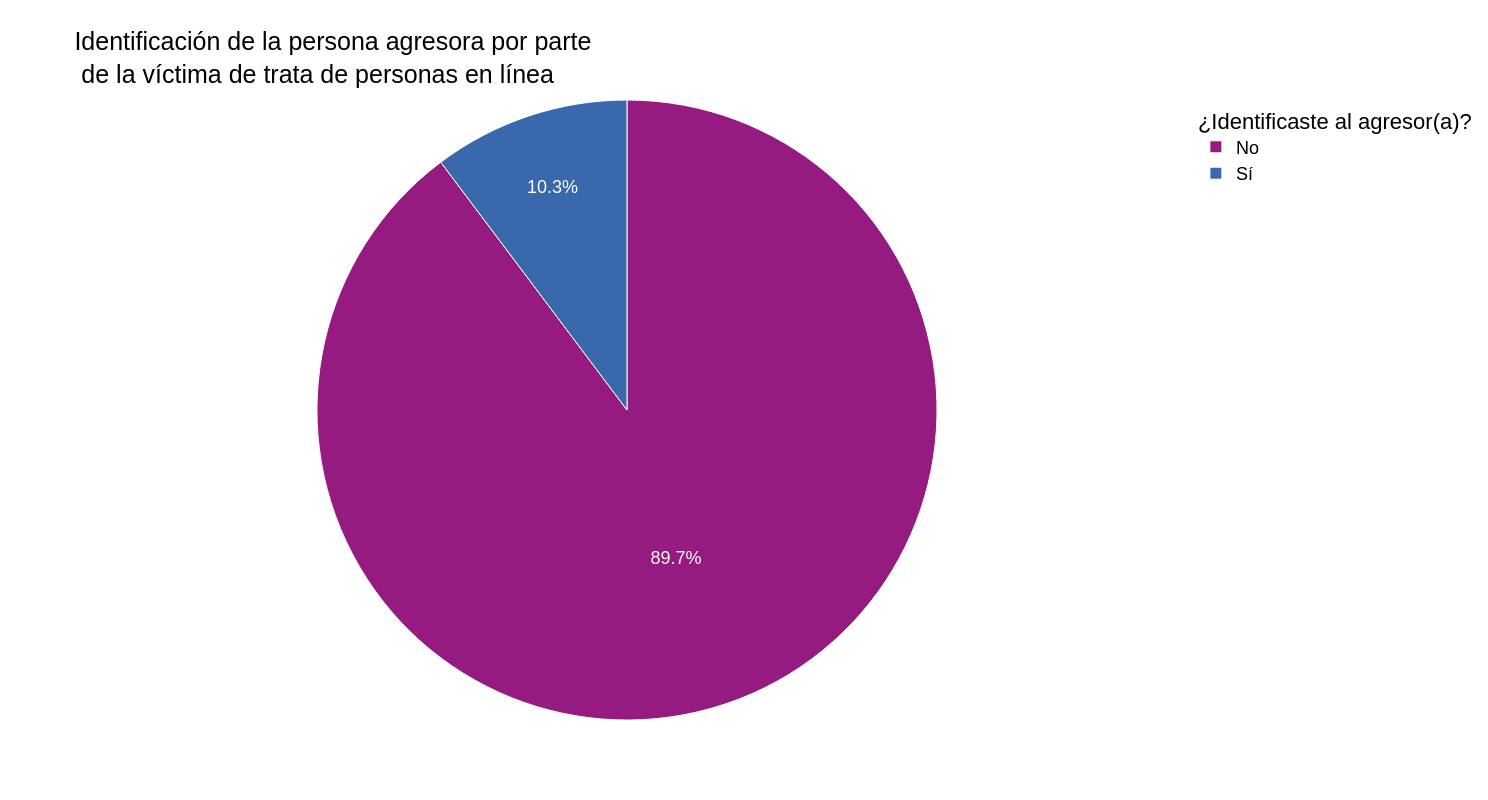 Identificación de la persona agresora por parte
de la víctima de trata de personas en línea
¿Identificaste al agresor(a)?
No
Sí
10.3%
89.7%